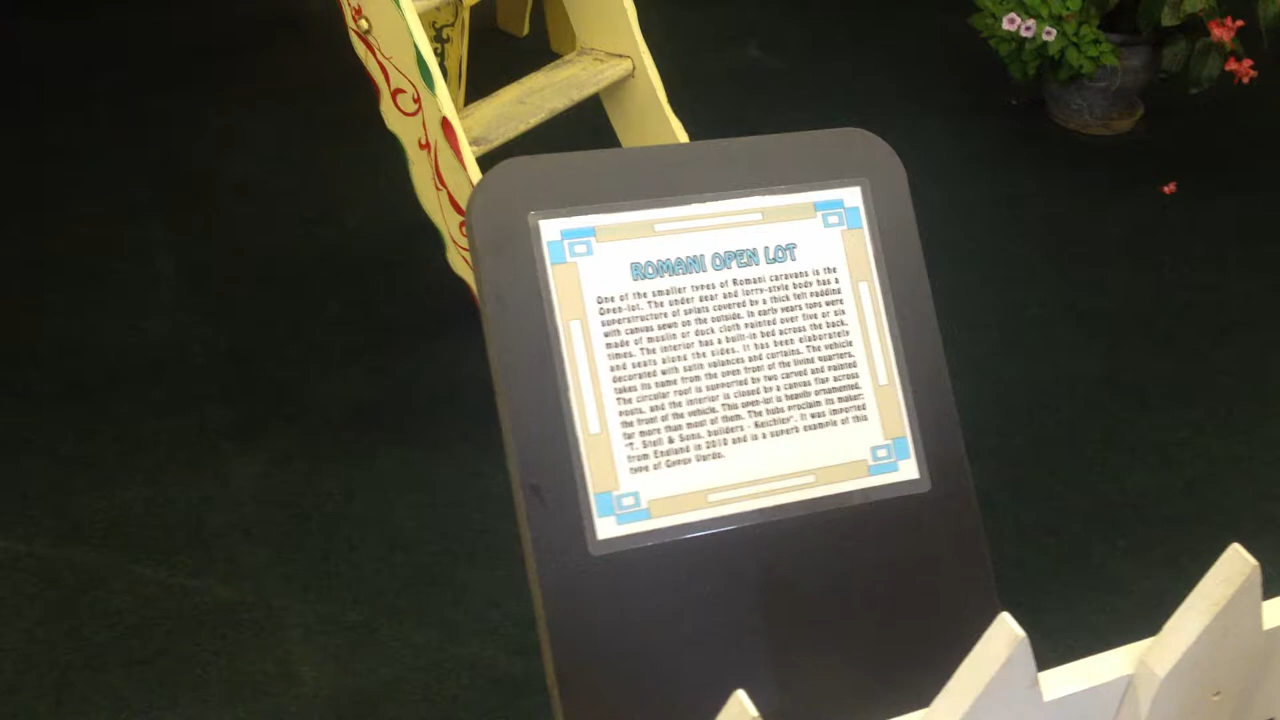 ROMANI OPEN LOT
One of the smaller types of Romani caravans is the
Open-lot. The under gear and lorry-style body has a
superstructure of splats covered by a thick felt padding
with canvas sewn on the outside. In early years tops were
made of muslin or duck cloth painted over five or six
times. The interior has a built-in bed across the back,
and seats along the sides. It has been elaborately
decorated with satin valances and curtains. The vehicle
takes its name from the open front of the living quarters.
The circular roof is supported by two carved and painted
posts, and the interior is closed by a canvas flap across
the front of the vehicle. This open-lot is heavily ornamented,
far more than most of them. The hubs proclaim its maker:
"T. Stell & Sons, builders - Keichley". It was imported
from England in 2010 and is a superb example of this
type of Gypsy Vardo.